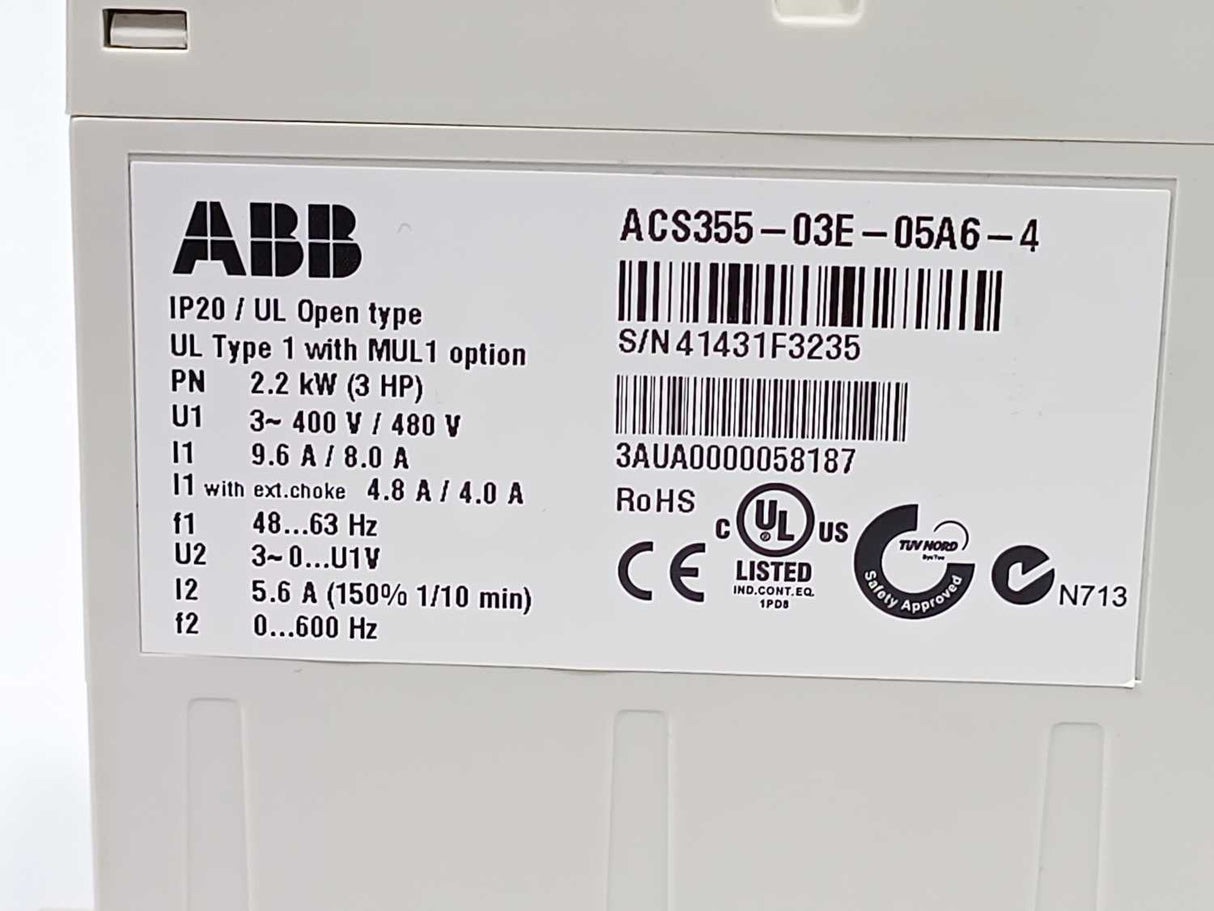 ABB
IP20 / UL Open type
UL Type 1 with MUL1 option
PN 2.2 kW (3 HP)
U1 3~ 400 V / 480 V
I1 9.6 A / 8.0 A
I1 with ext.choke 4.8 A / 4.0 A
f1 48...63 Hz
U2 3~ 0...U1V
I2 5.6 A (150% 1/10 min)
f2 0...600 Hz
ACS355-03E-05A6-4
S/N 41431F3235
3AUA0000058187
RoHS
CE
C UL US
LISTED
IND.CONT.EQ.
1PD8
TUV NORD
SysTec
Safety Approved
N713